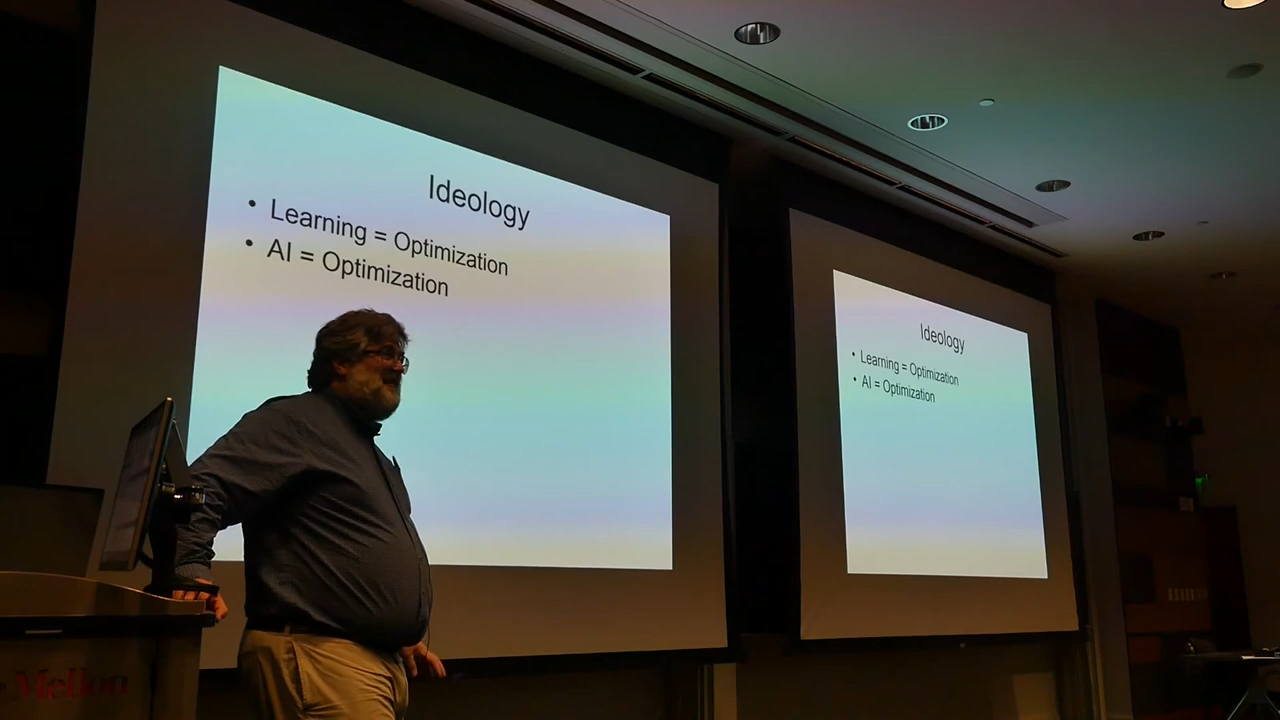 Ideology
• Learning = Optimization
• AI = Optimization
Ideology
• Learning = Optimization
• AI = Optimization
Mellon